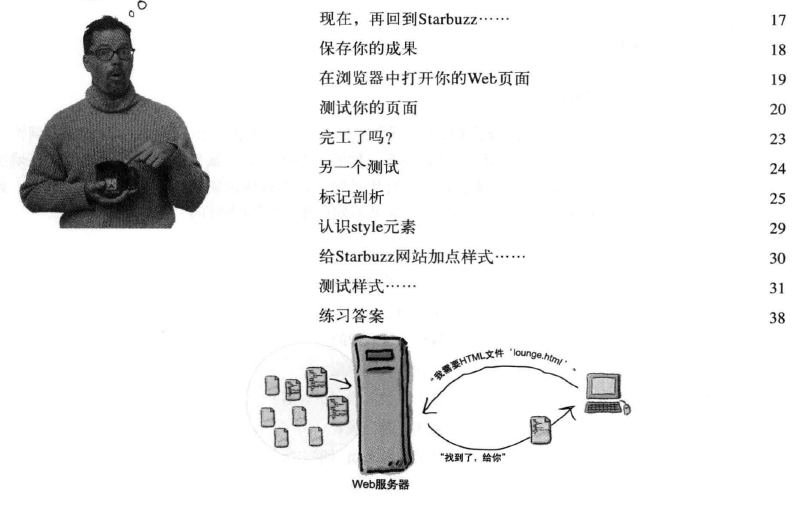 现在，再回到Starbuzz…… 17
保存你的成果 18
在浏览器中打开你的Web页面 19
测试你的页面 20
完工了吗？ 23
另一个测试 24
标记剖析 25
认识style元素 29
给Starbuzz网站加点样式…… 30
测试样式…… 31
练习答案 38
“我需要HTML文件‘lounge.html’”
“找到了，给你”
Web服务器